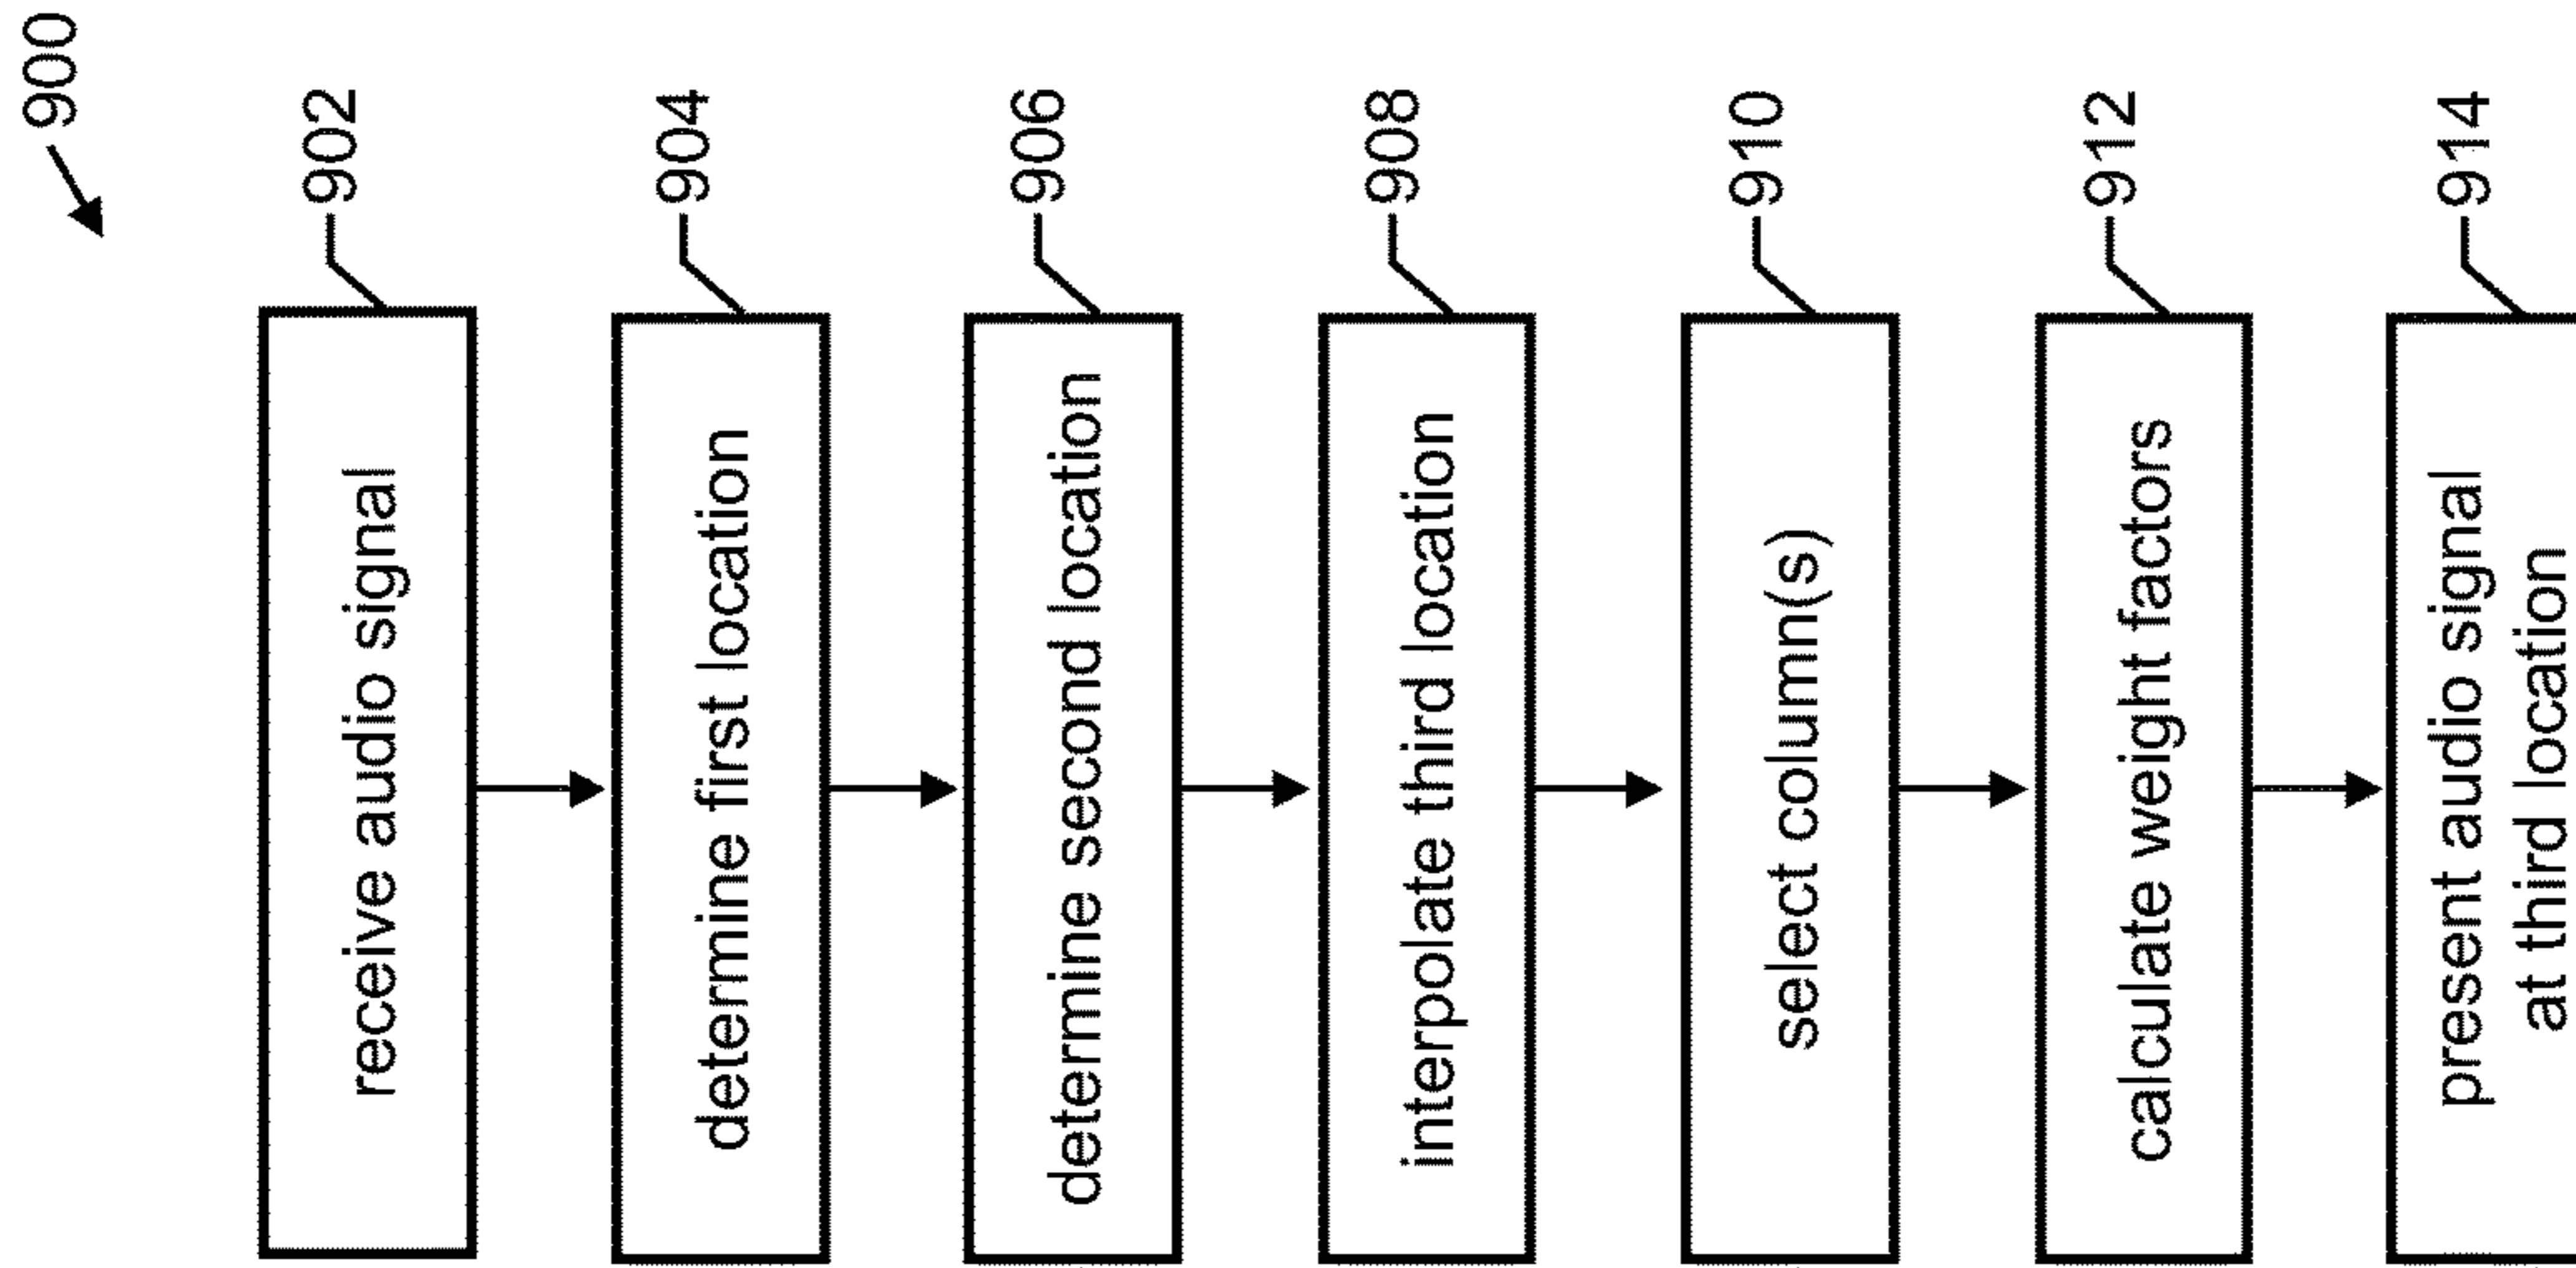 900
902
receive audio signal
904
determine first location
906
determine second location
908
interpolate third location
910
select column(s)
912
calculate weight factors
914
present audio signal
at third location